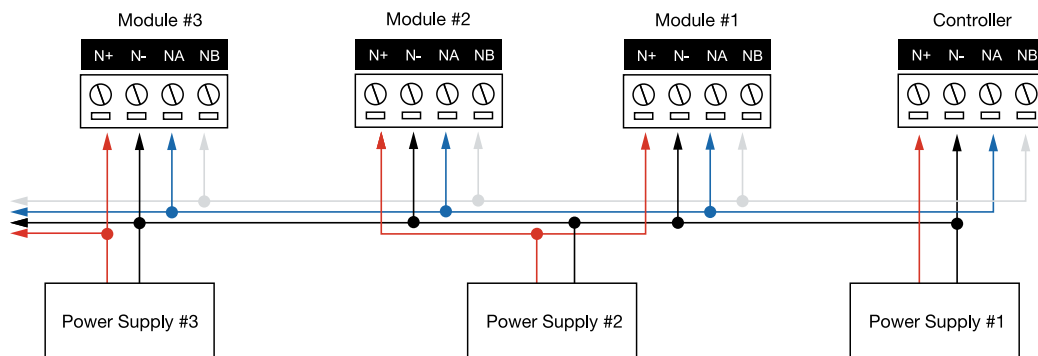 Module #3 Module #2 Module #1 Controller
N+ N- NA NB N+ N- NA NB N+ N- NA NB N+ N- NA NB
Power Supply #3 Power Supply #2 Power Supply #1